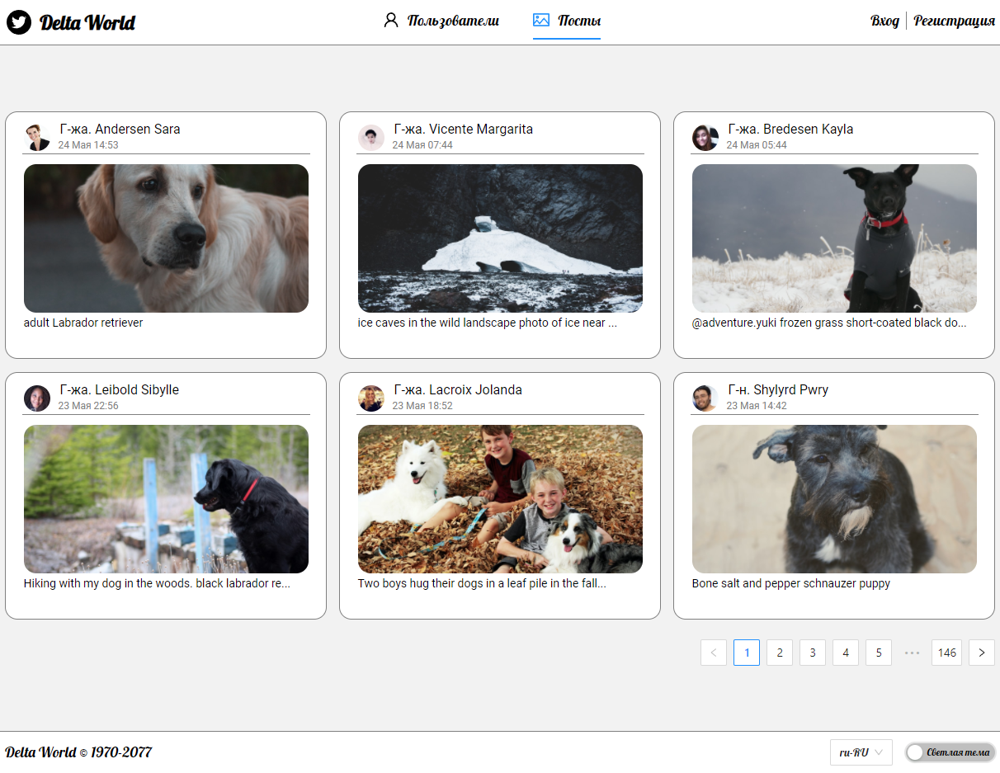 Delta World
Пользователи
Посты
Вход
Регистрация
Г-жа. Andersen Sara
24 Мая 14:53
adult Labrador retriever
Г-жа. Vicente Margarita
24 Мая 07:44
ice caves in the wild landscape photo of ice near ...
Г-жа. Bredesen Kayla
24 Мая 05:44
@adventure.yuki frozen grass short-coated black do...
Г-жа. Leibold Sibylle
23 Мая 22:56
Hiking with my dog in the woods. black labrador re...
Г-жа. Lacroix Jolanda
23 Мая 18:52
Two boys hug their dogs in a leaf pile in the fall...
Г-н. Shylyrd Pwry
23 Мая 14:42
Bone salt and pepper schnauzer puppy
< 1 2 3 4 5 ••• 146 >
Delta World © 1970-2077
ru-RU
Светлая тема